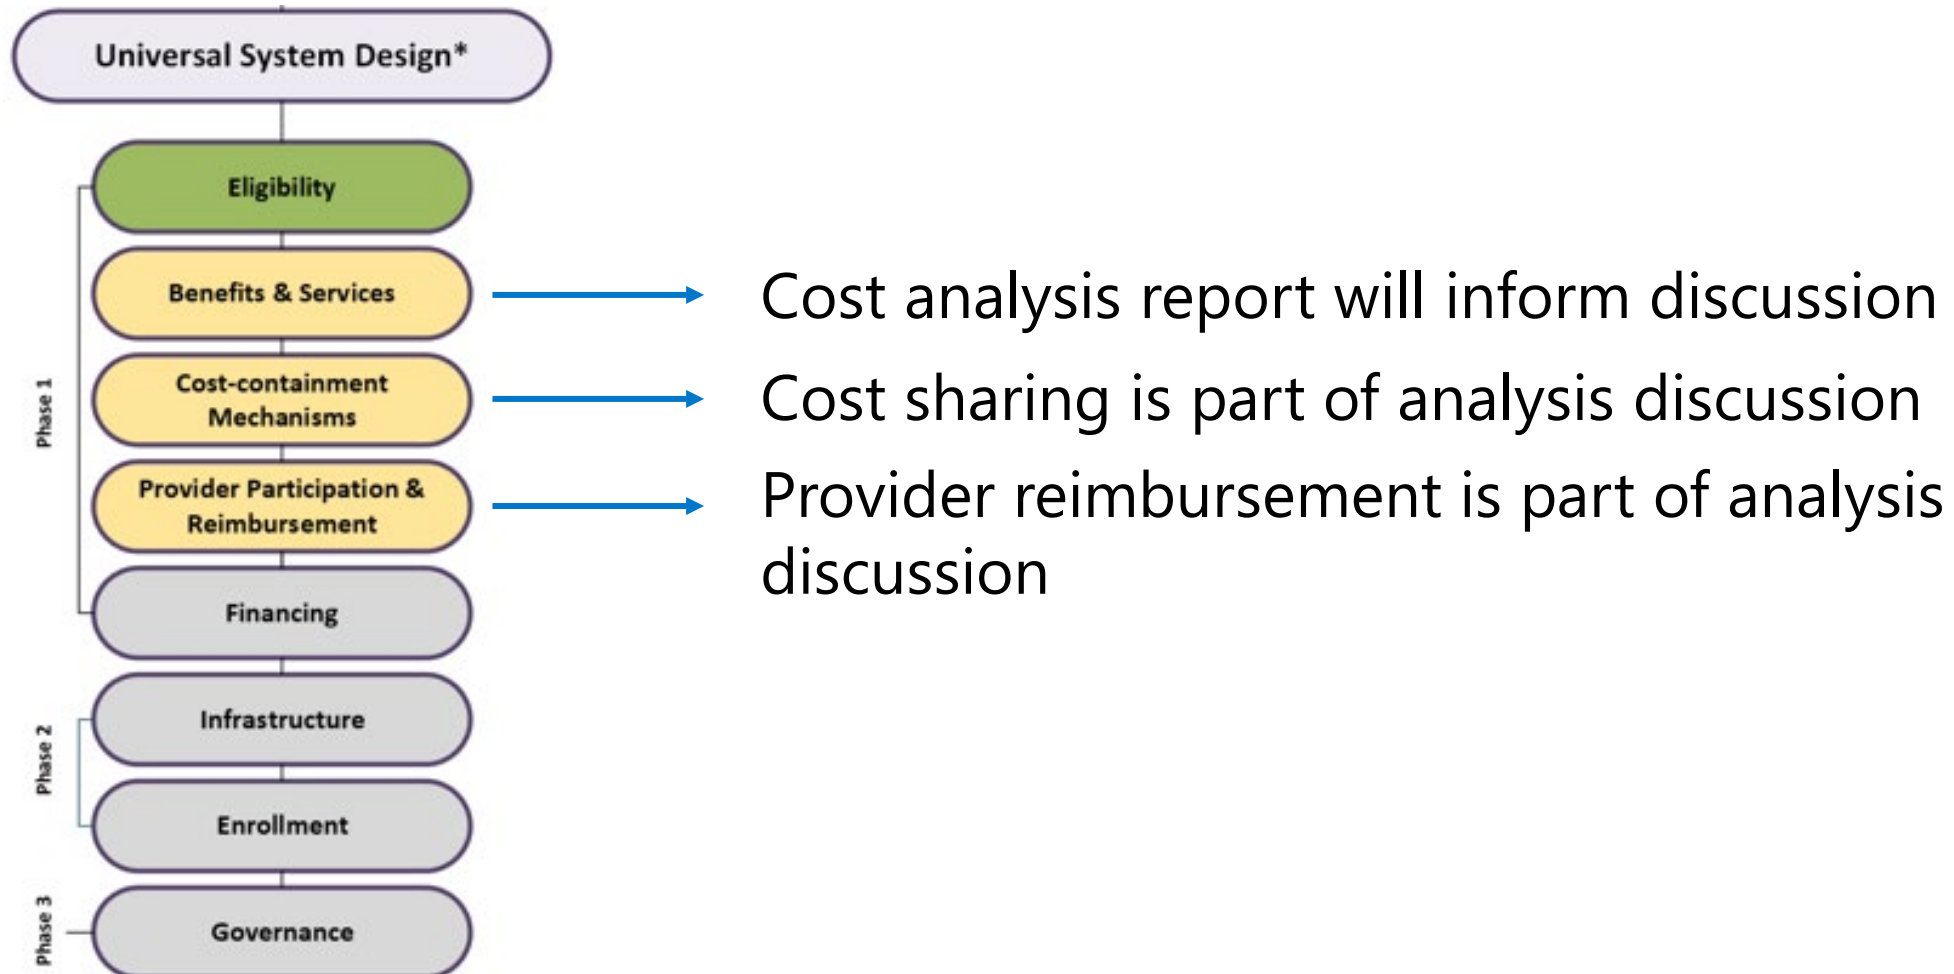 Universal System Design*
Eligibility
Benefits & Services
Cost analysis report will inform discussion
Phase 1
Cost-containment
Mechanisms
Cost sharing is part of analysis discussion
Provider Participation &
Reimbursement
Provider reimbursement is part of analysis
discussion
Financing
Phase 2
Infrastructure
Enrollment
Phase 3
Governance